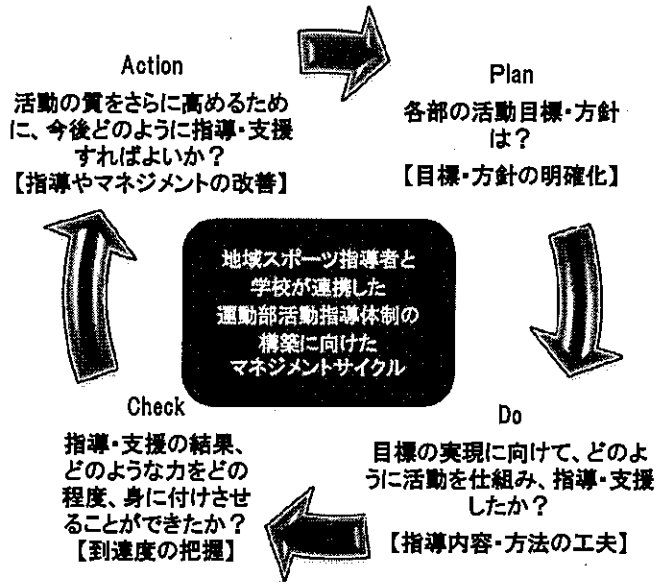 Action
活動の質をさらに高めるため
に、今後どのように指導・支援
すればよいか？
【指導やマネジメントの改善】
Plan
各部の活動目標・方針
は？
【目標・方針の明確化】
地域スポーツ指導者と
学校が連携した
運動部活動指導体制の
構築に向けた
マネジメントサイクル
Check
指導・支援の結果、
どのような力をどの
程度、身に付けさせ
ることができたか？
【到達度の把握】
Do
目標の実現に向けて、どのよ
うに活動を仕組み、指導・支援
したか？
【指導内容・方法の工夫】